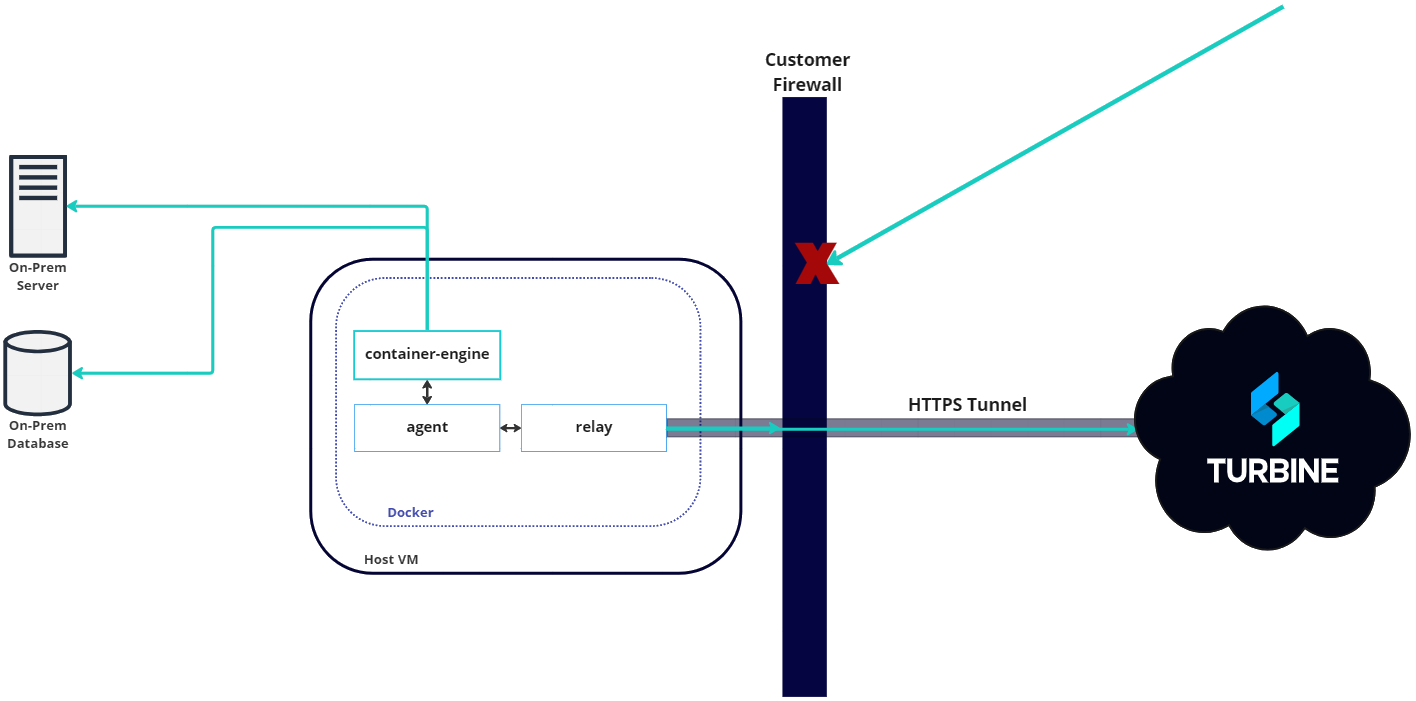 Customer
Firewall
On-Prem
Server
container-engine
HTTPS Tunnel
agent
relay
On-Prem
Database
TURBINE
Docker
Host VM